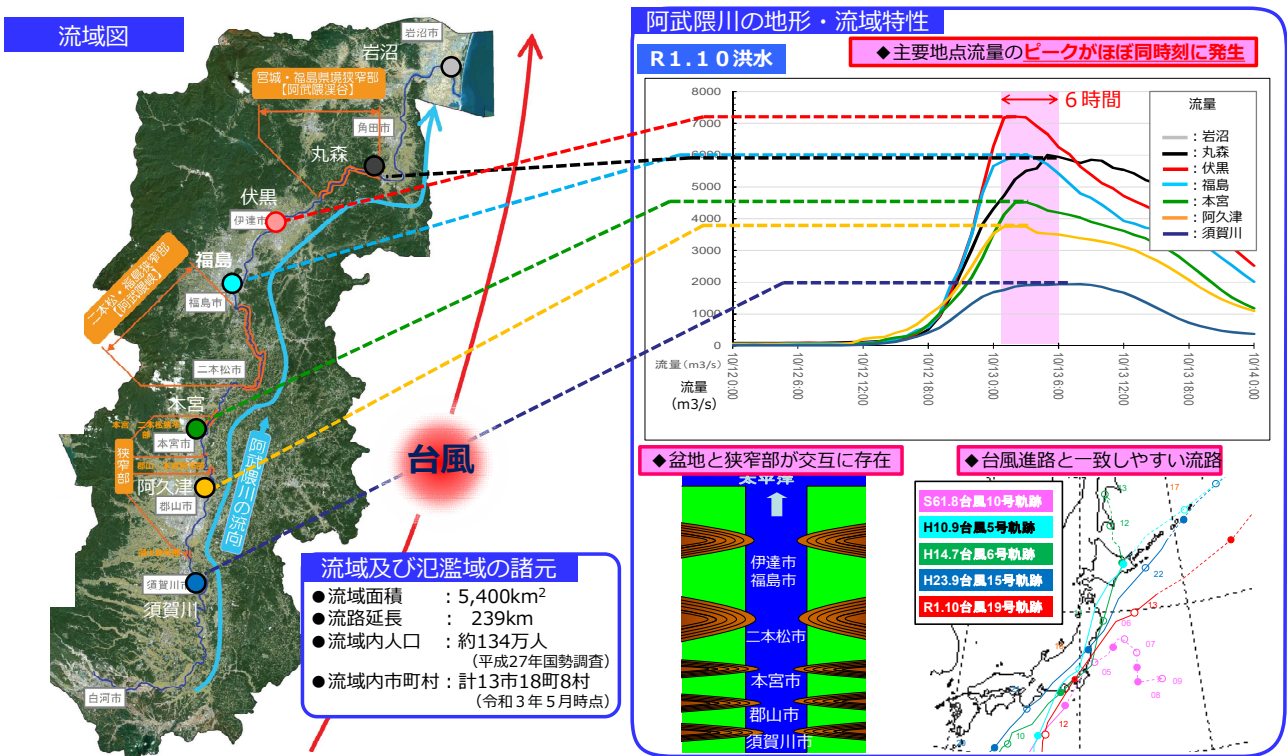 流域図
岩沼市
岩沼
宮城・福島県境狭窄部
【阿武隈渓谷】
角田市
丸森
伏黒
伊達市
福島
二本松・福島狭窄部
【阿武隈峡】
福島市
二本松市
本宮
本宮市
狭窄部
阿久津
郡山市
須賀川市
須賀川
白河市
阿武隈川の流向
台風
流域及び氾濫域の諸元
●流域面積 : 5,400km2
●流路延長 : 239km
●流域内人口 : 約134万人
(平成27年国勢調査)
●流域内市町村 : 計13市18町8村
(令和3年5月時点)
阿武隈川の地形・流域特性
R1.10洪水
◆主要地点流量のピークがほぼ同時刻に発生
6時間
8000
7000
6000
5000
4000
3000
2000
1000
0
流量
: 岩沼
: 丸森
: 伏黒
: 福島
: 本宮
: 阿久津
: 須賀川
流量(m3/s)
流量
(m3/s)
10/12 0:00
10/12 6:00
10/12 12:00
10/12 18:00
10/13 0:00
10/13 6:00
10/13 12:00
10/13 18:00
10/14 0:00
◆盆地と狭窄部が交互に存在
太平洋
伊達市
福島市
二本松市
本宮市
郡山市
須賀川市
◆台風進路と一致しやすい流路
S61.8台風10号軌跡
H10.9台風5号軌跡
H14.7台風6号軌跡
H23.9台風15号軌跡
R1.10台風19号軌跡
13
17
12
22
13
06
07
05
09
08
12
10